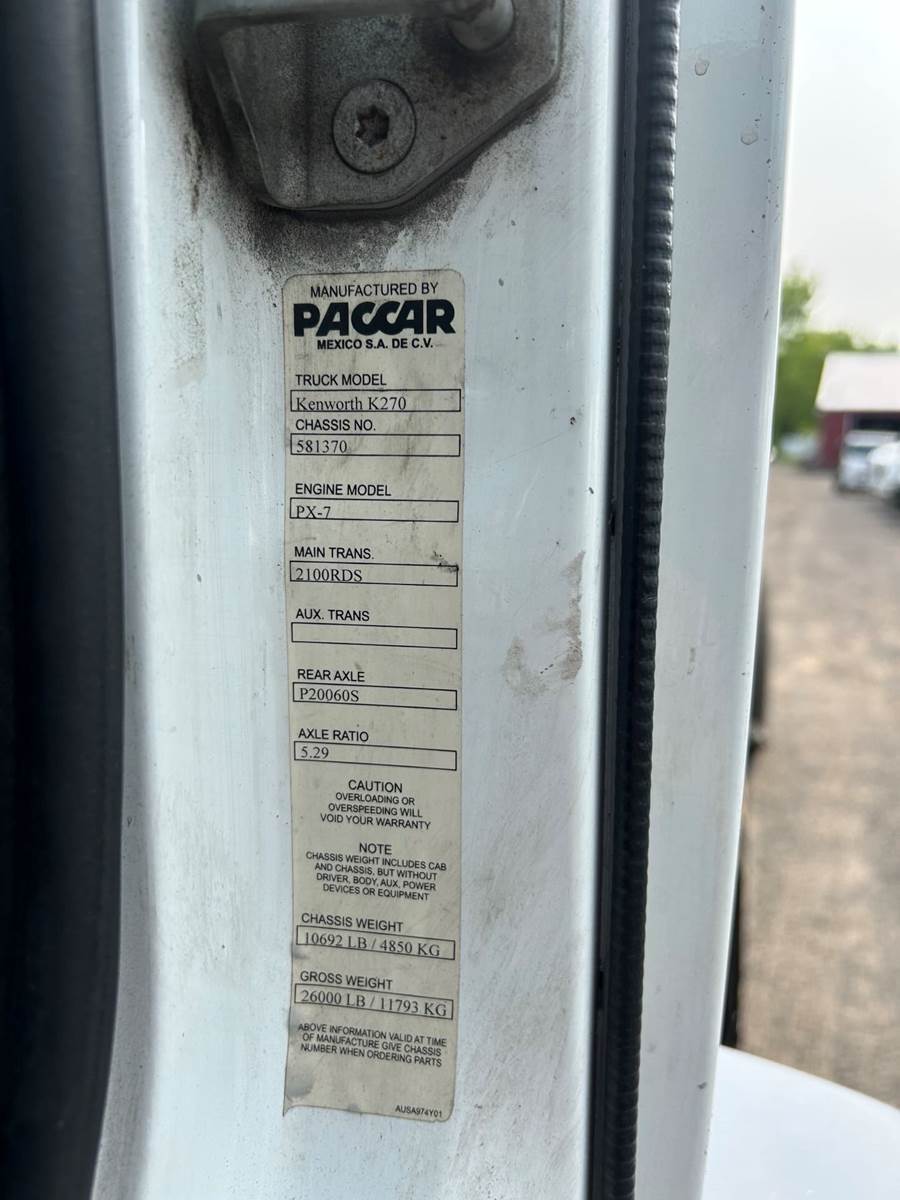 MANUFACTURED BY
PACCAR
MEXICO S.A. DE C.V.
TRUCK MODEL
Kenworth K270
CHASSIS NO.
581370
ENGINE MODEL
PX-7
MAIN TRANS.
2100RDS
AUX. TRANS
REAR AXLE
P20060S
AXLE RATIO
5.29
CAUTION
OVERLOADING OR
OVERSPEEDING WILL
VOID YOUR WARRANTY
NOTE
CHASSIS WEIGHT INCLUDES CAB
AND CHASSIS, BUT WITHOUT
DRIVER, BODY, AUX, POWER
DEVICES OR EQUIPMENT
CHASSIS WEIGHT
10692 LB / 4850 KG
GROSS WEIGHT
26000 LB / 11793 KG
ABOVE INFORMATION VALID AT TIME
OF MANUFACTURE GIVE CHASSIS
NUMBER WHEN ORDERING PARTS
AUSA974Y01